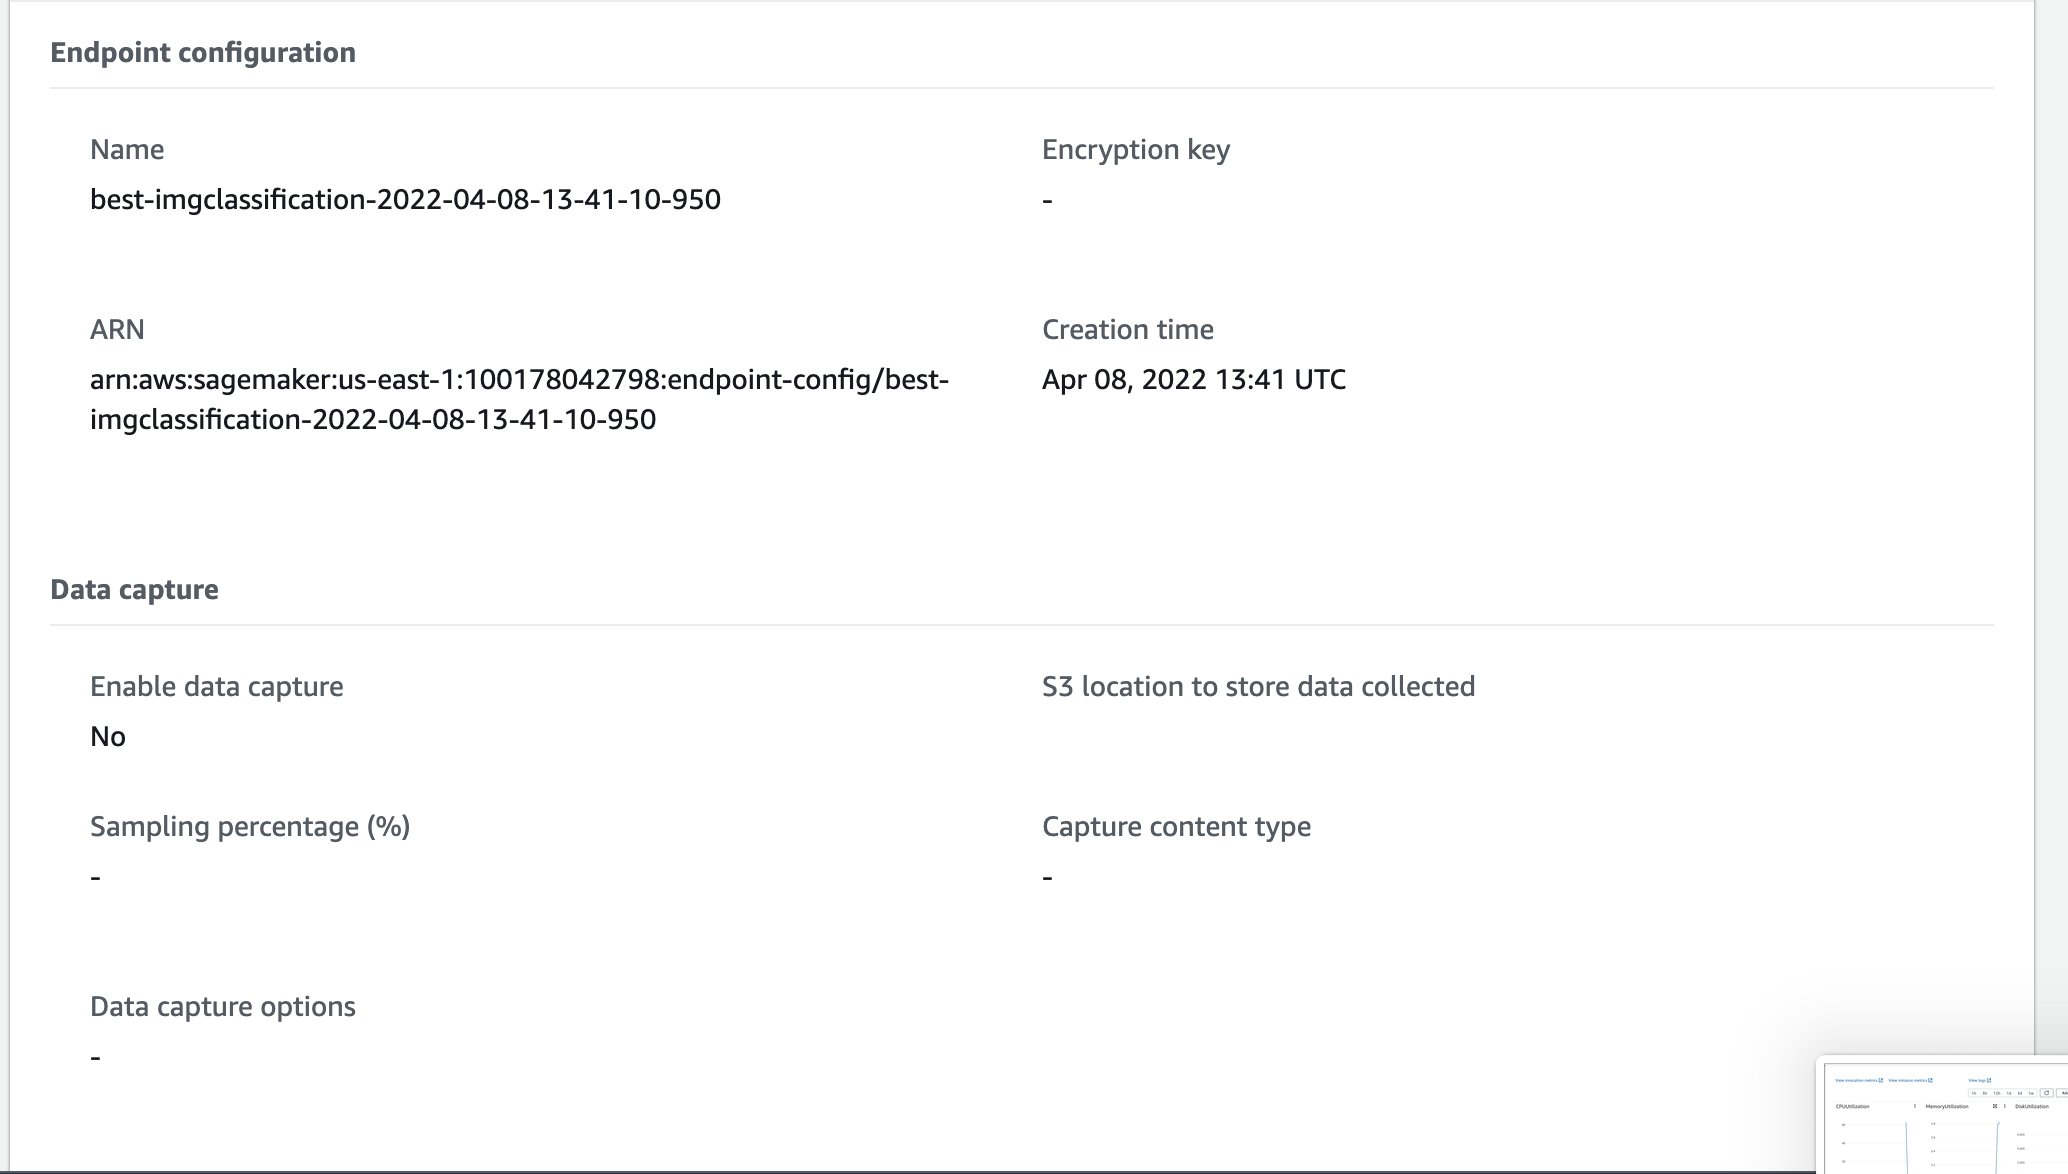 Endpoint configuration
Name
best-imgclassification-2022-04-08-13-41-10-950
Encryption key
-
ARN
arn:aws:sagemaker:us-east-1:100178042798:endpoint-config/best-
imgclassification-2022-04-08-13-41-10-950
Creation time
Apr 08, 2022 13:41 UTC
Data capture
Enable data capture
No
S3 location to store data collected
Sampling percentage (%)
-
Capture content type
-
Data capture options
-
View invocation metrics View instance metrics View logs
CPUUtilization MemoryUtilization DiskUtilization